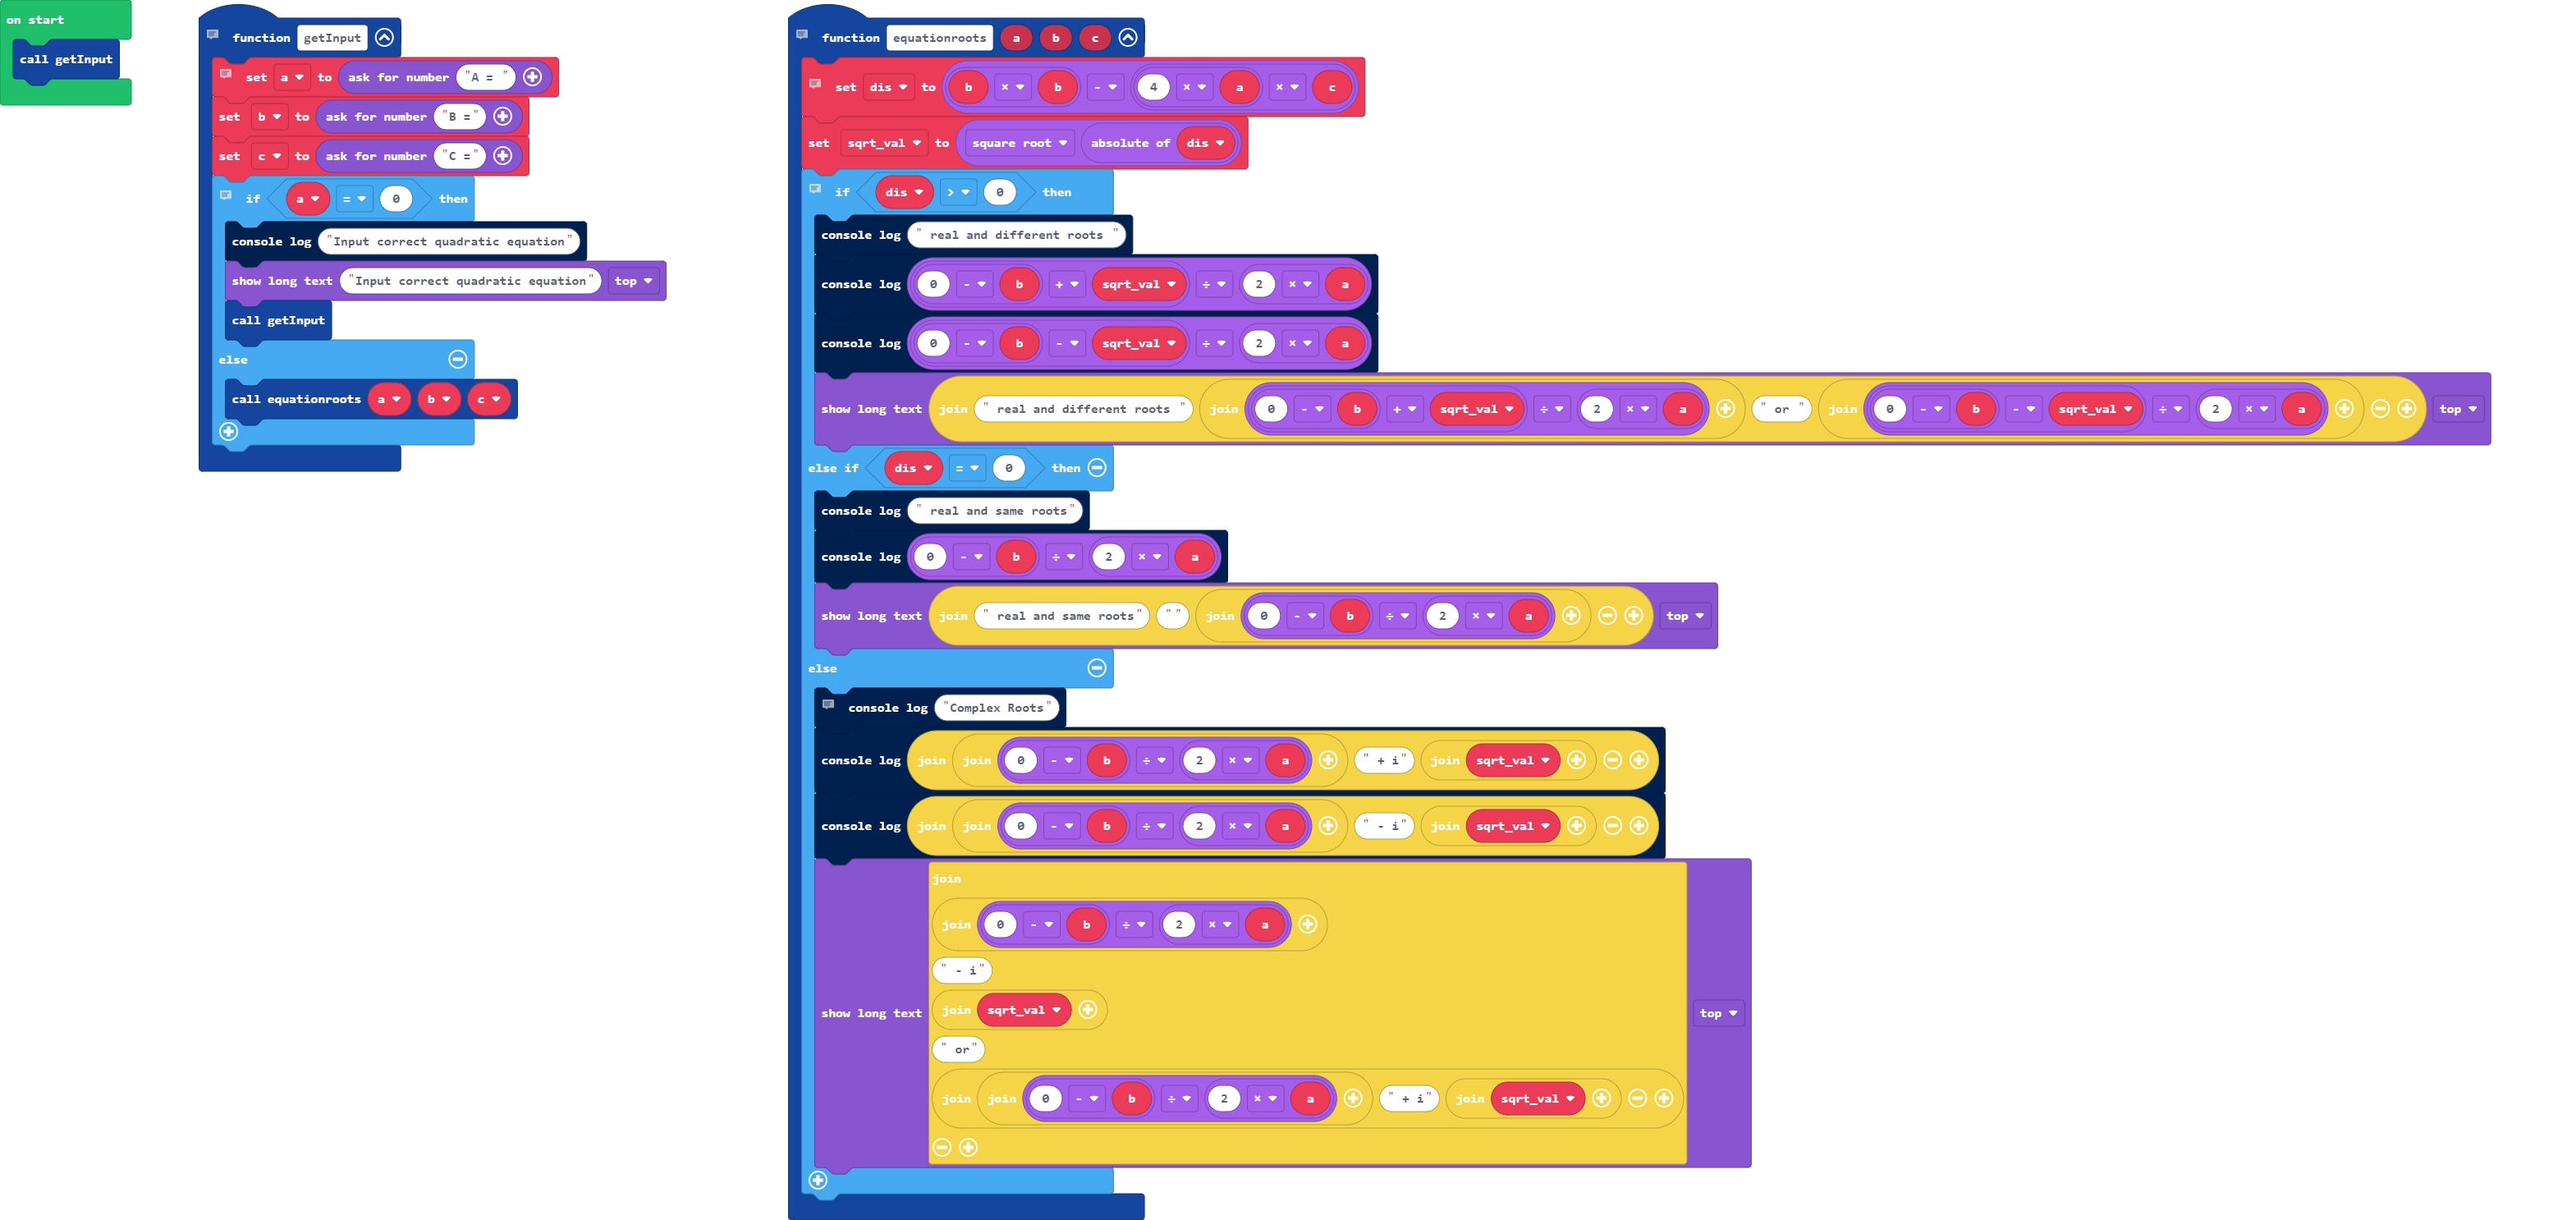 on start
call getInput
function getInput
set a to ask for number "A = "
set b to ask for number "B ="
set c to ask for number "C ="
if a = 0 then
console log "Input correct quadratic equation"
show long text "Input correct quadratic equation" top
call getInput
else
call equationroots a b c
function equationroots a b c
set dis to b × b - 4 × a × c
set sqrt_val to square root absolute of dis
if dis > 0 then
console log " real and different roots "
console log 0 - b + sqrt_val ÷ 2 × a
console log 0 - b - sqrt_val ÷ 2 × a
show long text join " real and different roots " join 0 - b + sqrt_val ÷ 2 × a " or " join 0 - b - sqrt_val ÷ 2 × a top
else if dis = 0 then
console log " real and same roots"
console log 0 - b ÷ 2 × a
show long text join " real and same roots" " " join 0 - b ÷ 2 × a top
else
console log "Complex Roots"
console log join join 0 - b ÷ 2 × a " + i" join sqrt_val
console log join join 0 - b ÷ 2 × a " - i" join sqrt_val
join
join 0 - b ÷ 2 × a
" - i"
show long text join sqrt_val top
" or"
join join 0 - b ÷ 2 × a " + i" join sqrt_val